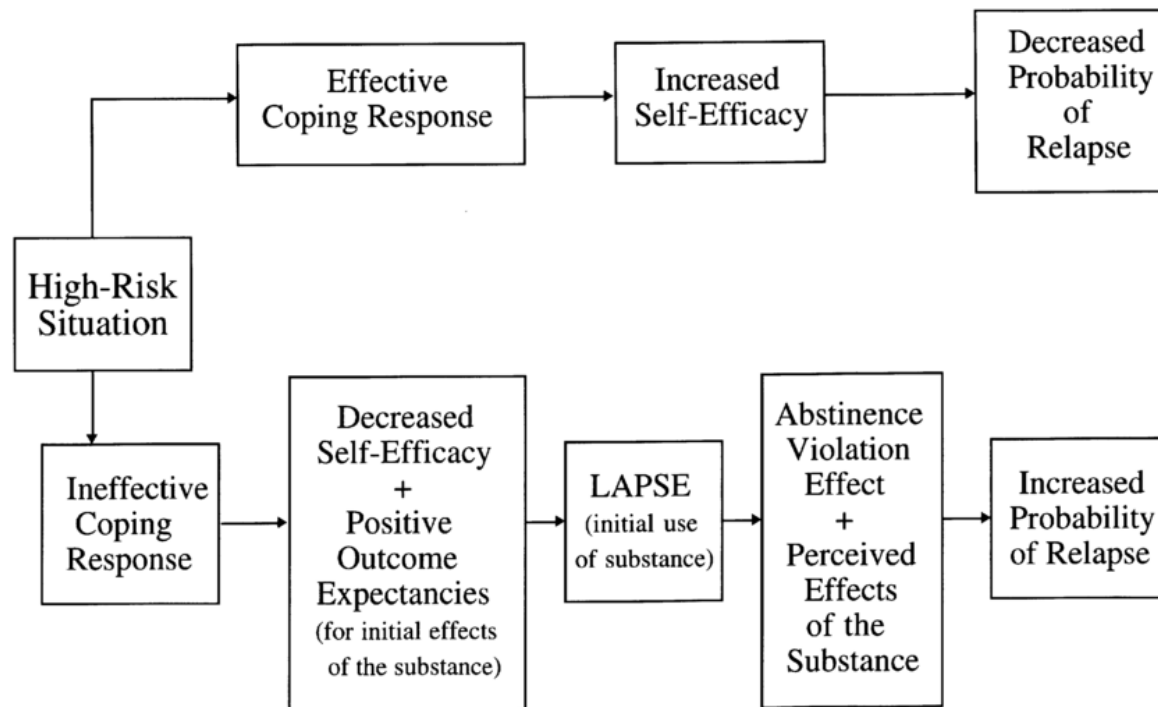 Effective
Coping Response
Increased
Self-Efficacy
Decreased
Probability
of
Relapse
High-Risk
Situation
Ineffective
Coping
Response
Decreased
Self-Efficacy
+
Positive
Outcome
Expectancies
(for initial effects
of the substance)
LAPSE
(initial use
of substance)
Abstinence
Violation
Effect
+
Perceived
Effects
of the
Substance
Increased
Probability
of Relapse